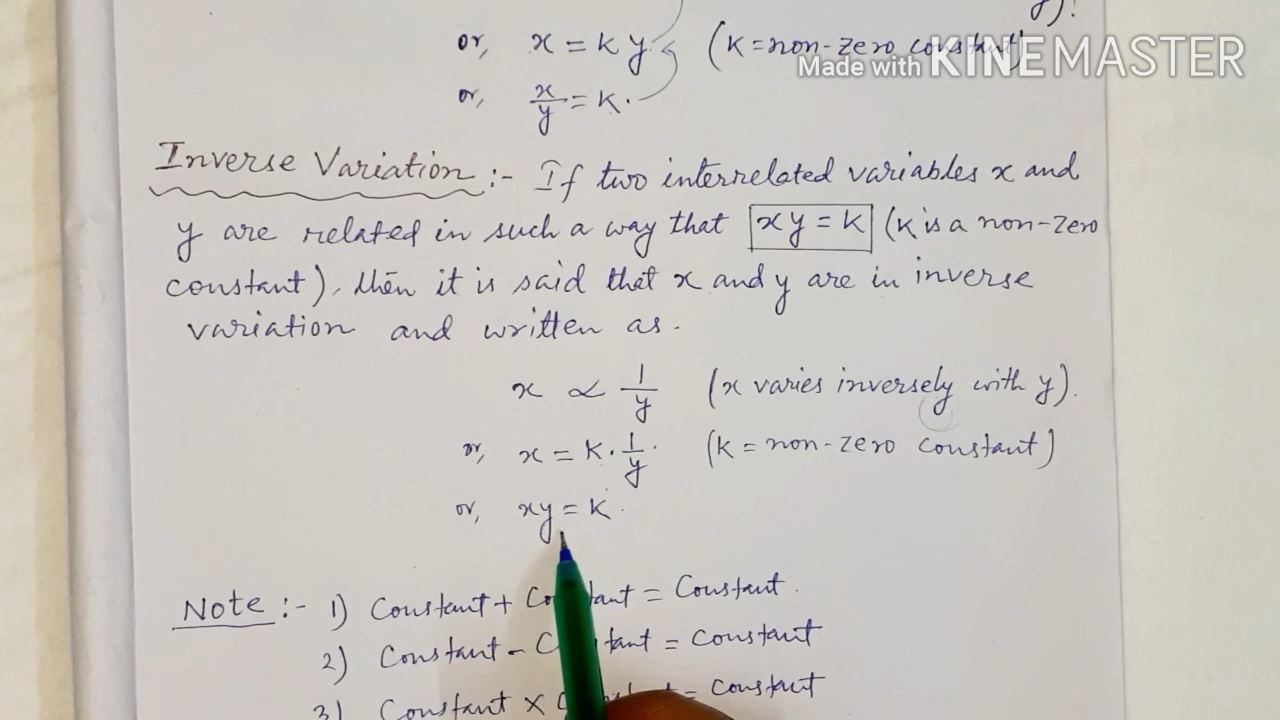 y).
or, x = K y (K = non-zero constant)
Made with KINEMASTER
or, x/y = K.
Inverse Variation :- If two interrelated variables x and
y are related in such a way that xy = K (K is a non-zero
constant), then it is said that x and y are in inverse
variation and written as.
x ∝ 1/y (x varies inversely with y).
or, x = K. 1/y. (K = non-zero constant)
or, xy = K.
Note :- 1) Constant + Constant = Constant.
2) Constant - Constant = Constant
3) Constant X = Constant